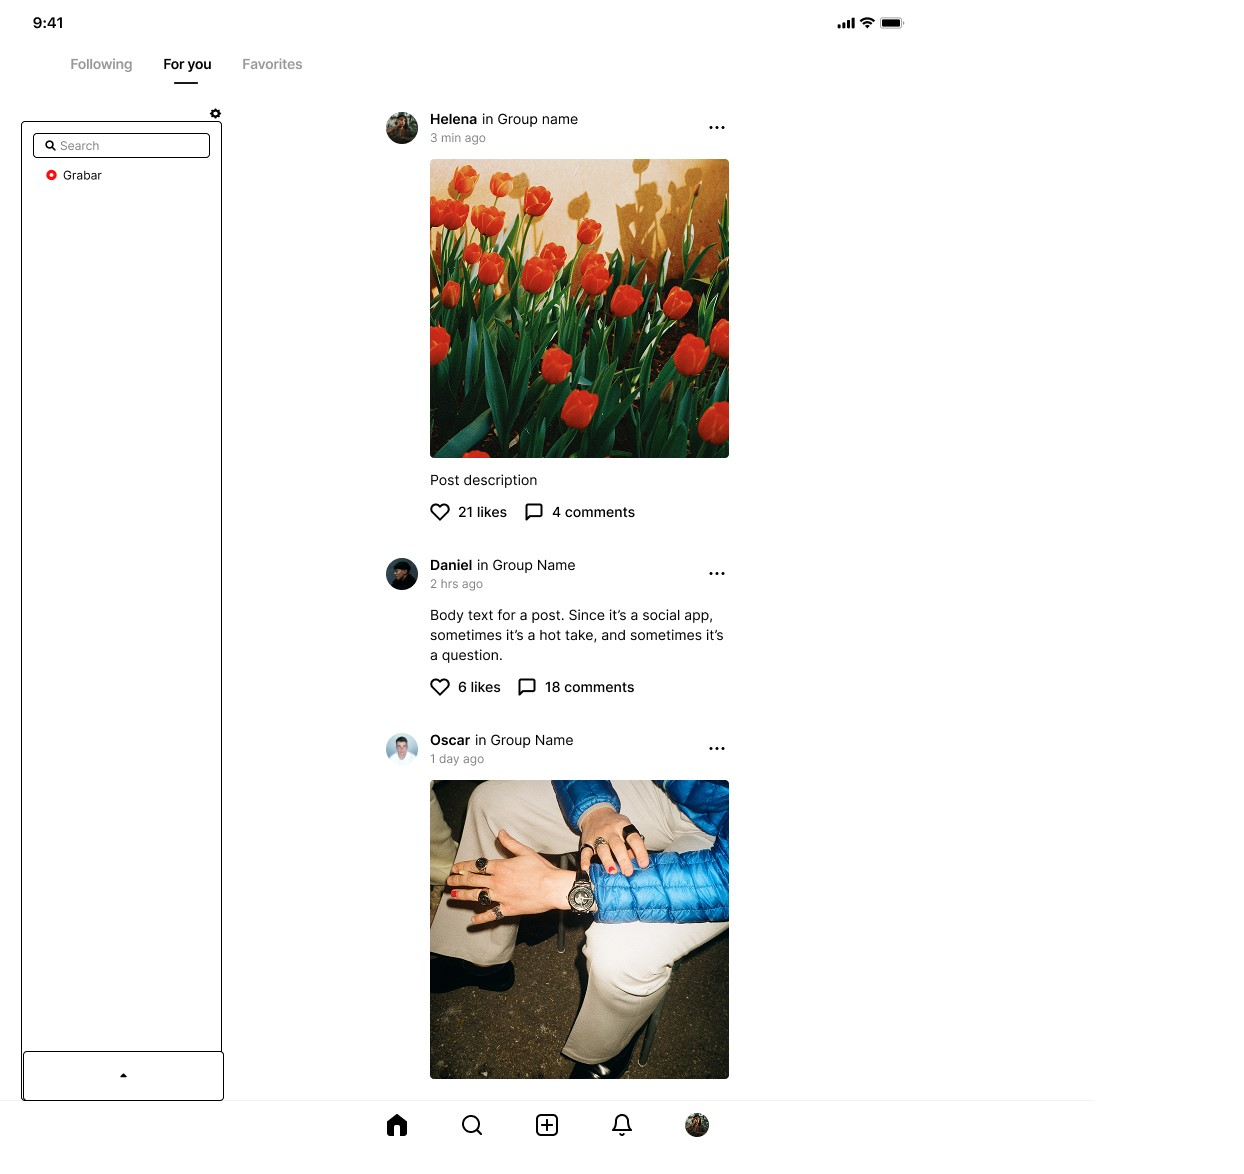 9:41
Following For you Favorites
Search
Grabar
Helena in Group name
3 min ago
Post description
21 likes 4 comments
Daniel in Group Name
2 hrs ago
Body text for a post. Since it’s a social app,
sometimes it’s a hot take, and sometimes it’s
a question.
6 likes 18 comments
Oscar in Group Name
1 day ago